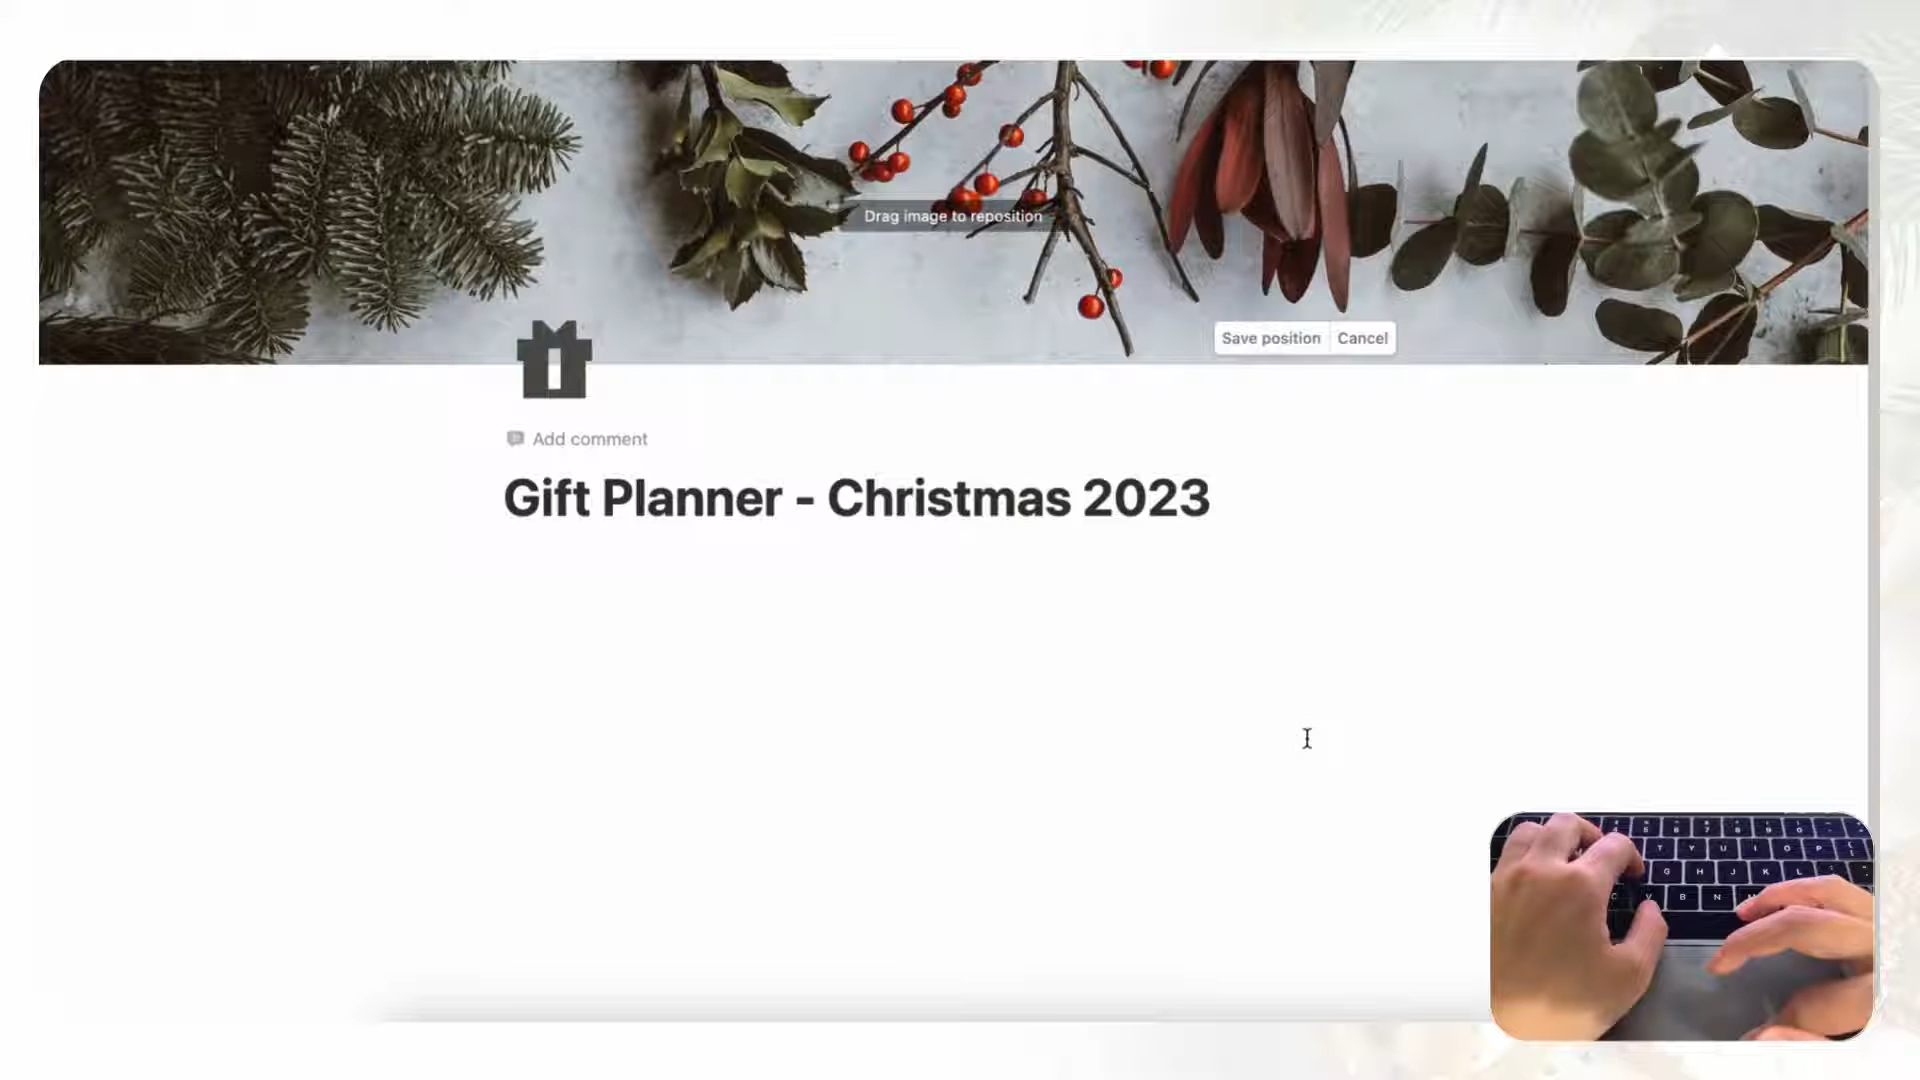 Drag image to reposition
Save position Cancel
Add comment
Gift Planner - Christmas 2023
T Y U I O P
G H J K L
C V B N